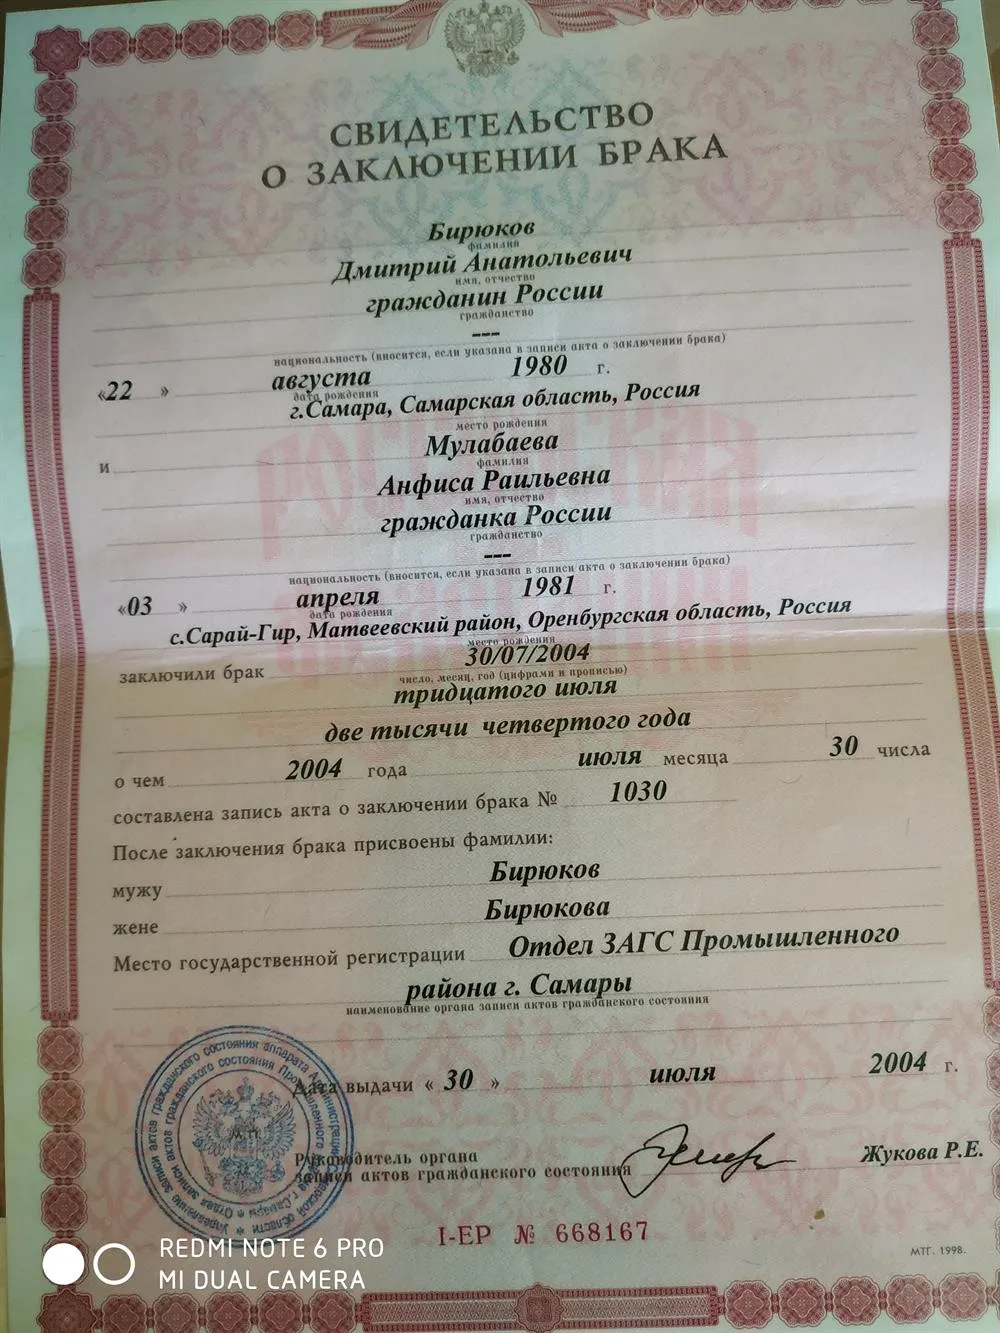 СВИДЕТЕЛЬСТВО
О ЗАКЛЮЧЕНИИ БРАКА
Бирюков
фамилия
Дмитрий Анатольевич
имя, отчество
гражданин России
гражданство
---
национальность (вносится, если указана в записи акта о заключении брака)
«22 » августа 1980 г.
дата рождения
г.Самара, Самарская область, Россия
место рождения
и Мулабаева
фамилия
Анфиса Раильевна
имя, отчество
гражданка России
гражданство
---
национальность (вносится, если указана в записи акта о заключении брака)
«03 » апреля 1981 г.
дата рождения
с.Сарай-Гир, Матвеевский район, Оренбургская область, Россия
место рождения
заключили брак 30/07/2004
число, месяц, год (цифрами и прописью)
тридцатого июля
две тысячи четвертого года
о чем 2004 года июля месяца 30 числа
составлена запись акта о заключении брака № 1030
После заключения брака присвоены фамилии:
мужу Бирюков
жене Бирюкова
Место государственной регистрации Отдел ЗАГС Промышленного
района г. Самары
наименование органа записи актов гражданского состояния
Дата выдачи « 30 » июля 2004 г.
Руководитель органа
записи актов гражданского состояния
Жукова Р.Е.
I-ЕР № 668167
МТГ. 1998.
REDMI NOTE 6 PRO
MI DUAL CAMERA